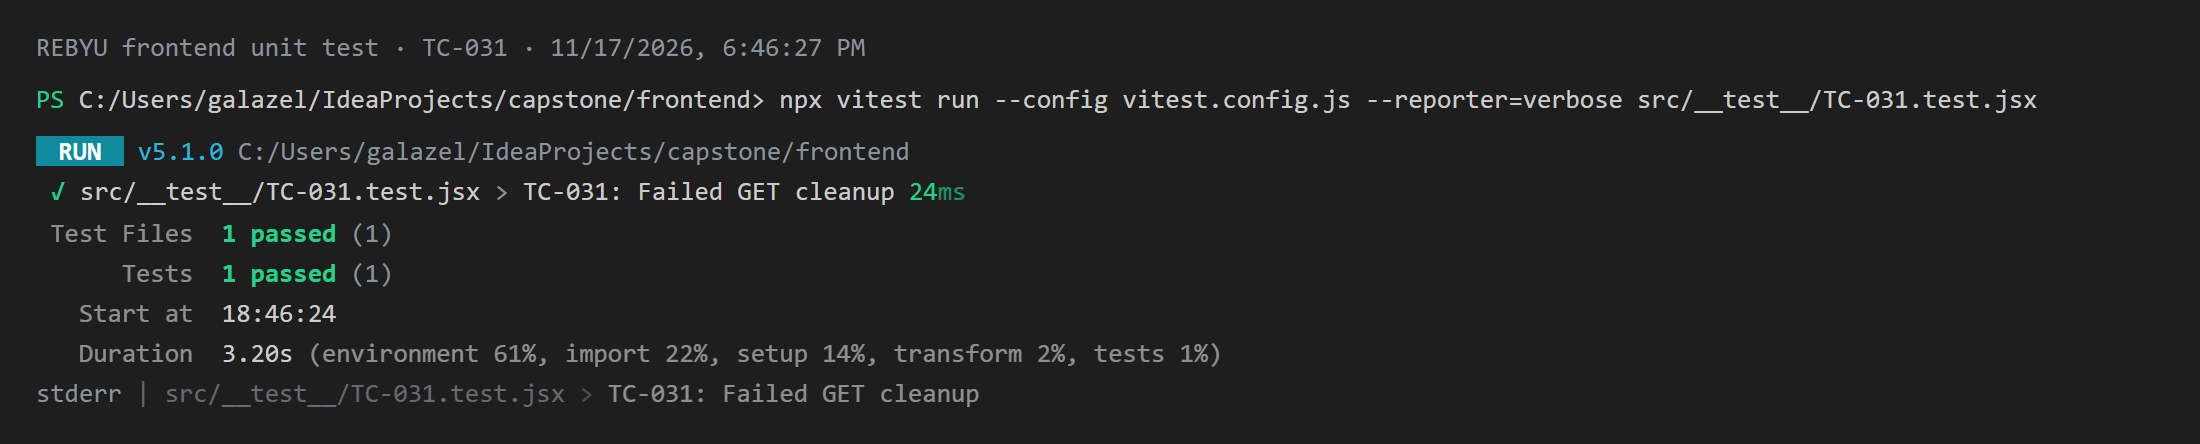 REBYU frontend unit test · TC-031 · 11/17/2026, 6:46:27 PM
PS C:/Users/galazel/IdeaProjects/capstone/frontend> npx vitest run --config vitest.config.js --reporter=verbose src/__test__/TC-031.test.jsx
RUN v5.1.0 C:/Users/galazel/IdeaProjects/capstone/frontend
√ src/__test__/TC-031.test.jsx > TC-031: Failed GET cleanup 24ms
Test Files 1 passed (1)
Tests 1 passed (1)
Start at 18:46:24
Duration 3.20s (environment 61%, import 22%, setup 14%, transform 2%, tests 1%)
stderr | src/__test__/TC-031.test.jsx > TC-031: Failed GET cleanup